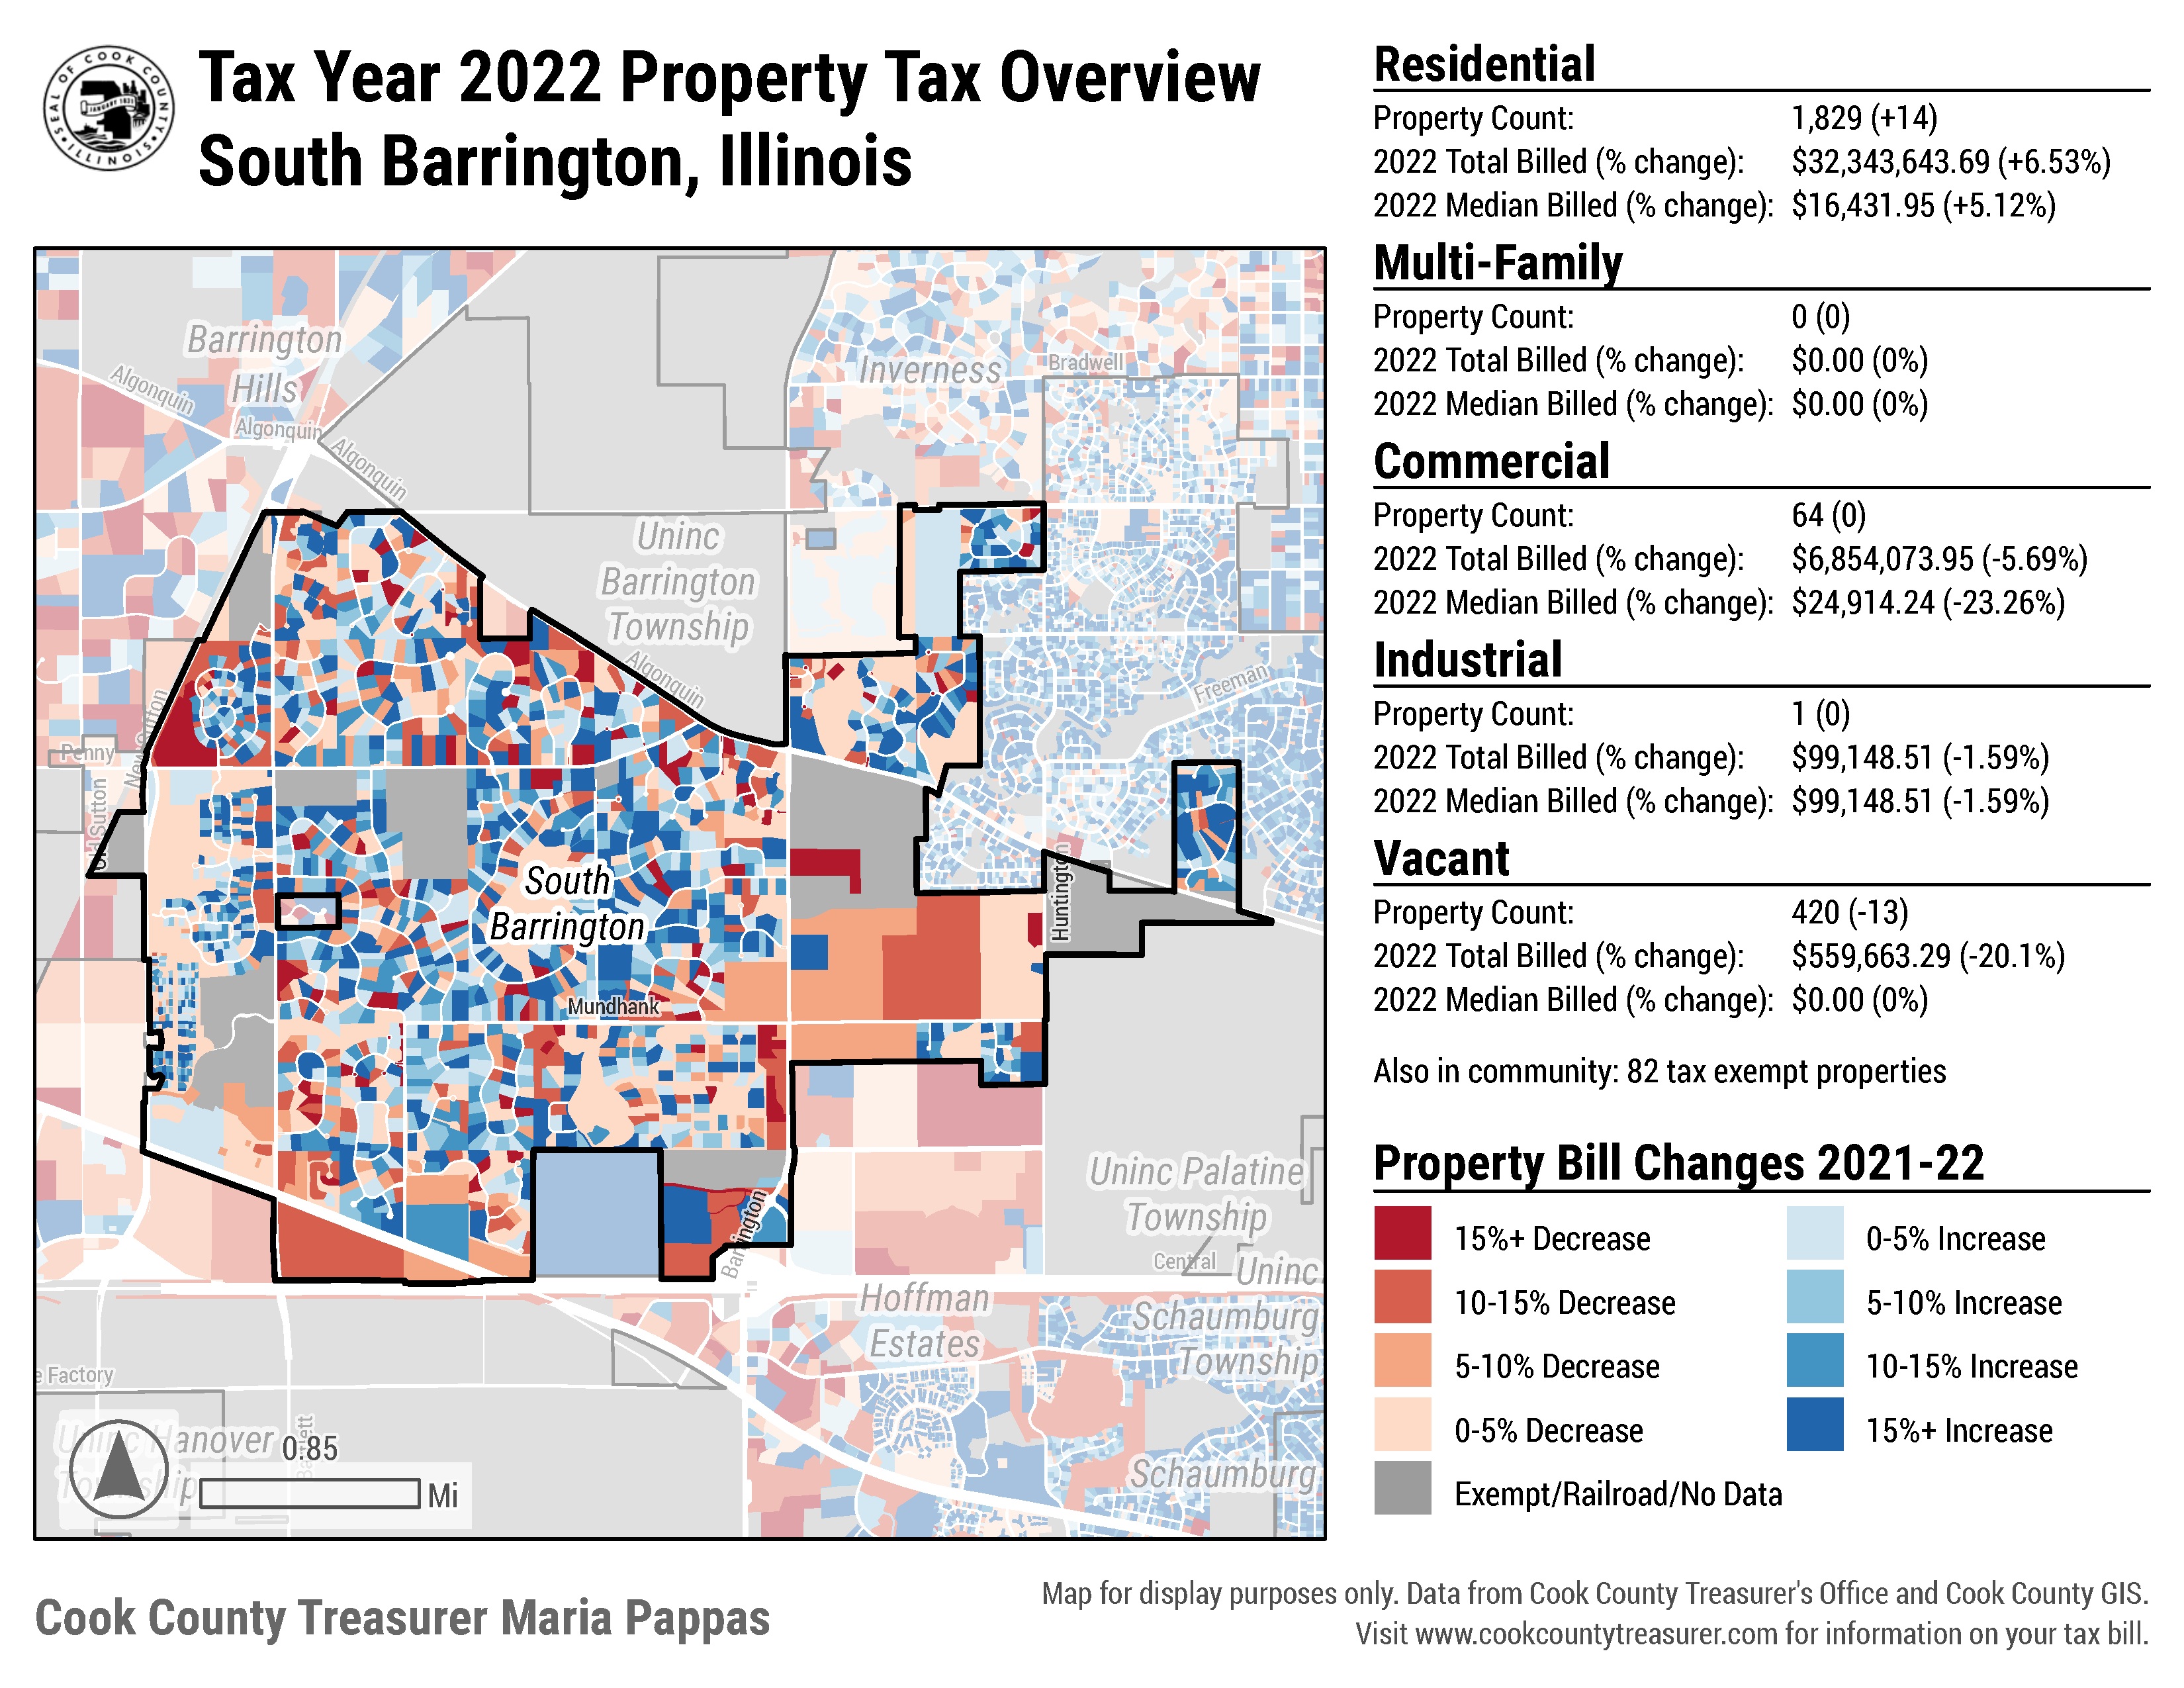 SEAL OF COOK COUNTY
JANUARY 1831
ILLINOIS
Tax Year 2022 Property Tax Overview
South Barrington, Illinois
Residential
Property Count: 1,829 (+14)
2022 Total Billed (% change): $32,343,643.69 (+6.53%)
2022 Median Billed (% change): $16,431.95 (+5.12%)
Multi-Family
Property Count: 0 (0)
2022 Total Billed (% change): $0.00 (0%)
2022 Median Billed (% change): $0.00 (0%)
Commercial
Property Count: 64 (0)
2022 Total Billed (% change): $6,854,073.95 (-5.69%)
2022 Median Billed (% change): $24,914.24 (-23.26%)
Industrial
Property Count: 1 (0)
2022 Total Billed (% change): $99,148.51 (-1.59%)
2022 Median Billed (% change): $99,148.51 (-1.59%)
Vacant
Property Count: 420 (-13)
2022 Total Billed (% change): $559,663.29 (-20.1%)
2022 Median Billed (% change): $0.00 (0%)
Also in community: 82 tax exempt properties
Property Bill Changes 2021-22
15%+ Decrease
10-15% Decrease
5-10% Decrease
0-5% Decrease
Exempt/Railroad/No Data
0-5% Increase
5-10% Increase
10-15% Increase
15%+ Increase
Barrington
Hills
Algonquin
Algonquin
Algonquin
Inverness
Bradwell
Uninc
Barrington
Township
Algonquin
Freeman
Penny
New Sutton
Old Sutton
South
Barrington
Huntington
Mundhank
Barrington
Uninc Palatine
Township
Central
Uninc
Schaumburg
Township
Hoffman
Estates
Schaumburg
e Factory
Uninc Hanover
Township
Bartlett
0.85
Mi
Cook County Treasurer Maria Pappas
Map for display purposes only. Data from Cook County Treasurer's Office and Cook County GIS.
Visit www.cookcountytreasurer.com for information on your tax bill.